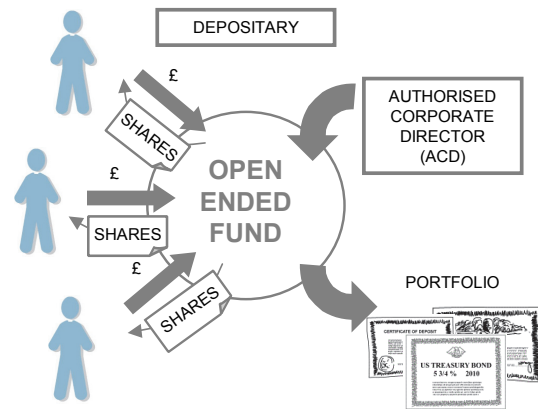 DEPOSITARY
£
SHARES
£
SHARES
£
SHARES
OPEN
ENDED
FUND
AUTHORISED
CORPORATE
DIRECTOR
(ACD)
PORTFOLIO
CERTIFICATE OF DEPOSIT
US TREASURY BOND
5 3/4 % 2010